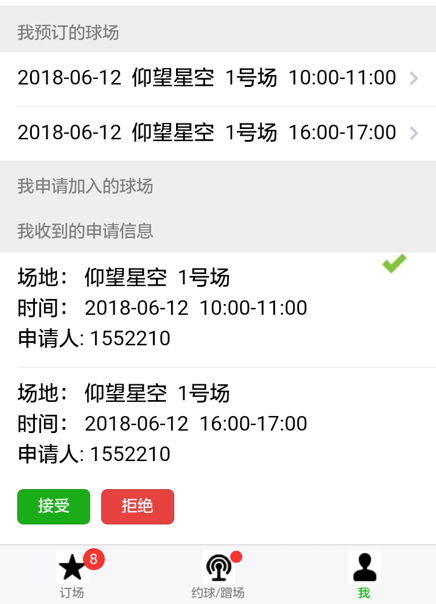 我预订的球场
2018-06-12 仰望星空 1号场 10:00-11:00
2018-06-12 仰望星空 1号场 16:00-17:00
我申请加入的球场
我收到的申请信息
场地： 仰望星空 1号场
时间： 2018-06-12 10:00-11:00
申请人: 1552210
场地： 仰望星空 1号场
时间： 2018-06-12 16:00-17:00
申请人: 1552210
接受 拒绝
8
订场 约球/蹭场 我